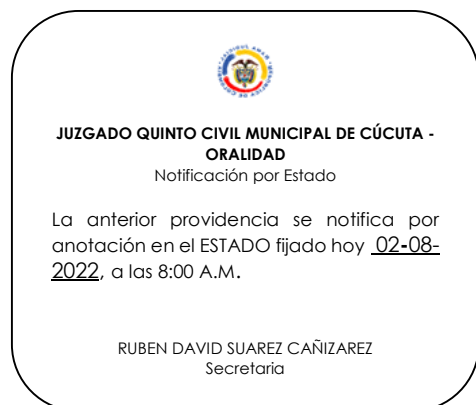 JUZGADO QUINTO CIVIL MUNICIPAL DE CÚCUTA -
ORALIDAD
Notificación por Estado
La anterior providencia se notifica por
anotación en el ESTADO fijado hoy 02-08-
2022, a las 8:00 A.M.
RUBEN DAVID SUAREZ CAÑIZAREZ
Secretaria